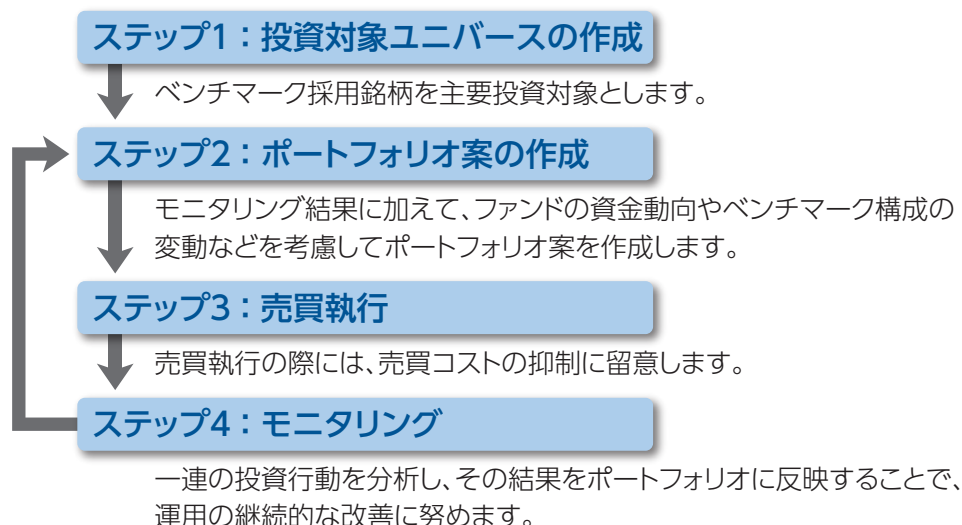 ステップ1：投資対象ユニバースの作成
ベンチマーク採用銘柄を主要投資対象とします。
ステップ2：ポートフォリオ案の作成
モニタリング結果に加えて、ファンドの資金動向やベンチマーク構成の
変動などを考慮してポートフォリオ案を作成します。
ステップ3：売買執行
売買執行の際には、売買コストの抑制に留意します。
ステップ4：モニタリング
一連の投資行動を分析し、その結果をポートフォリオに反映することで、
運用の継続的な改善に努めます。